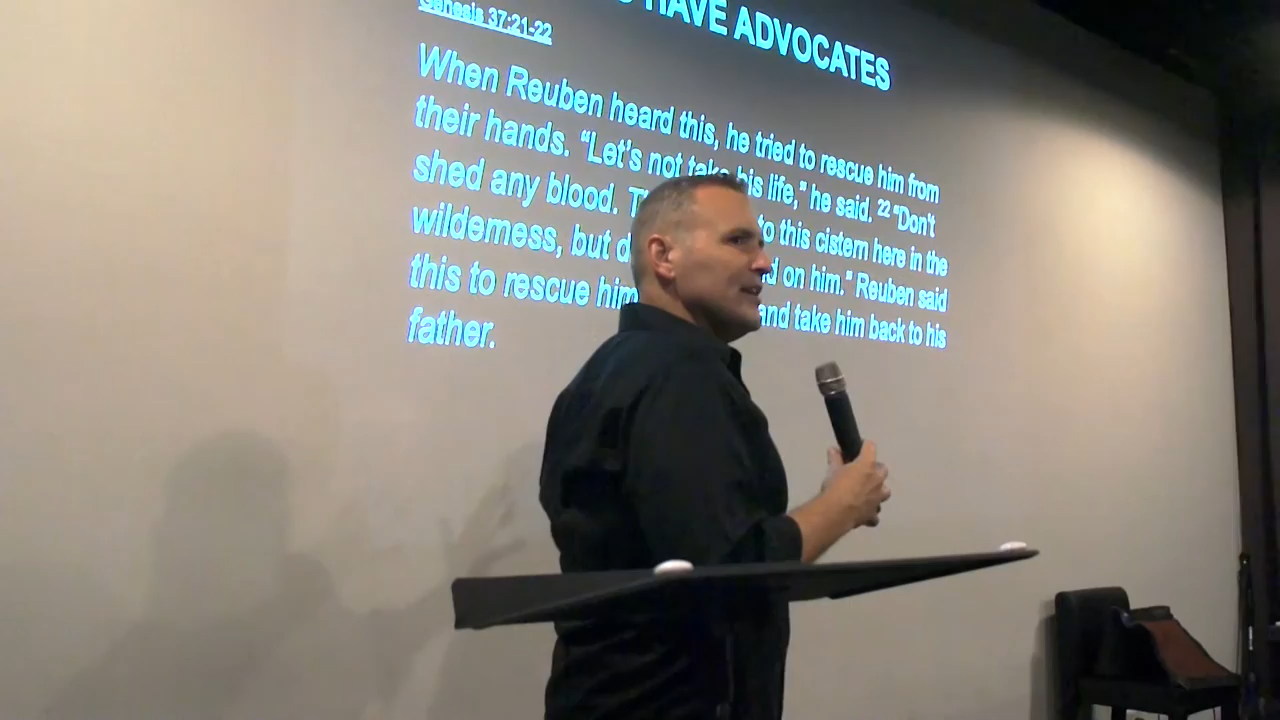 HAVE ADVOCATES
Genesis 37:21-22
When Reuben heard this, he tried to rescue him from
their hands. “Let's not take his life,” he said. 22 “Don't
shed any blood. to this cistern here in the
wilderness, but on him.” Reuben said
this to rescue him and take him back to his
father.